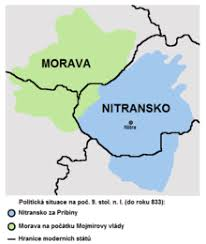 MORAVA
NITRANSKO
Nitra
Politická situace na poč. 9. stol. n. l. (do roku 833):
Nitransko za Pribiny
Morava na počátku Mojmírovy vlády
Hranice moderních států